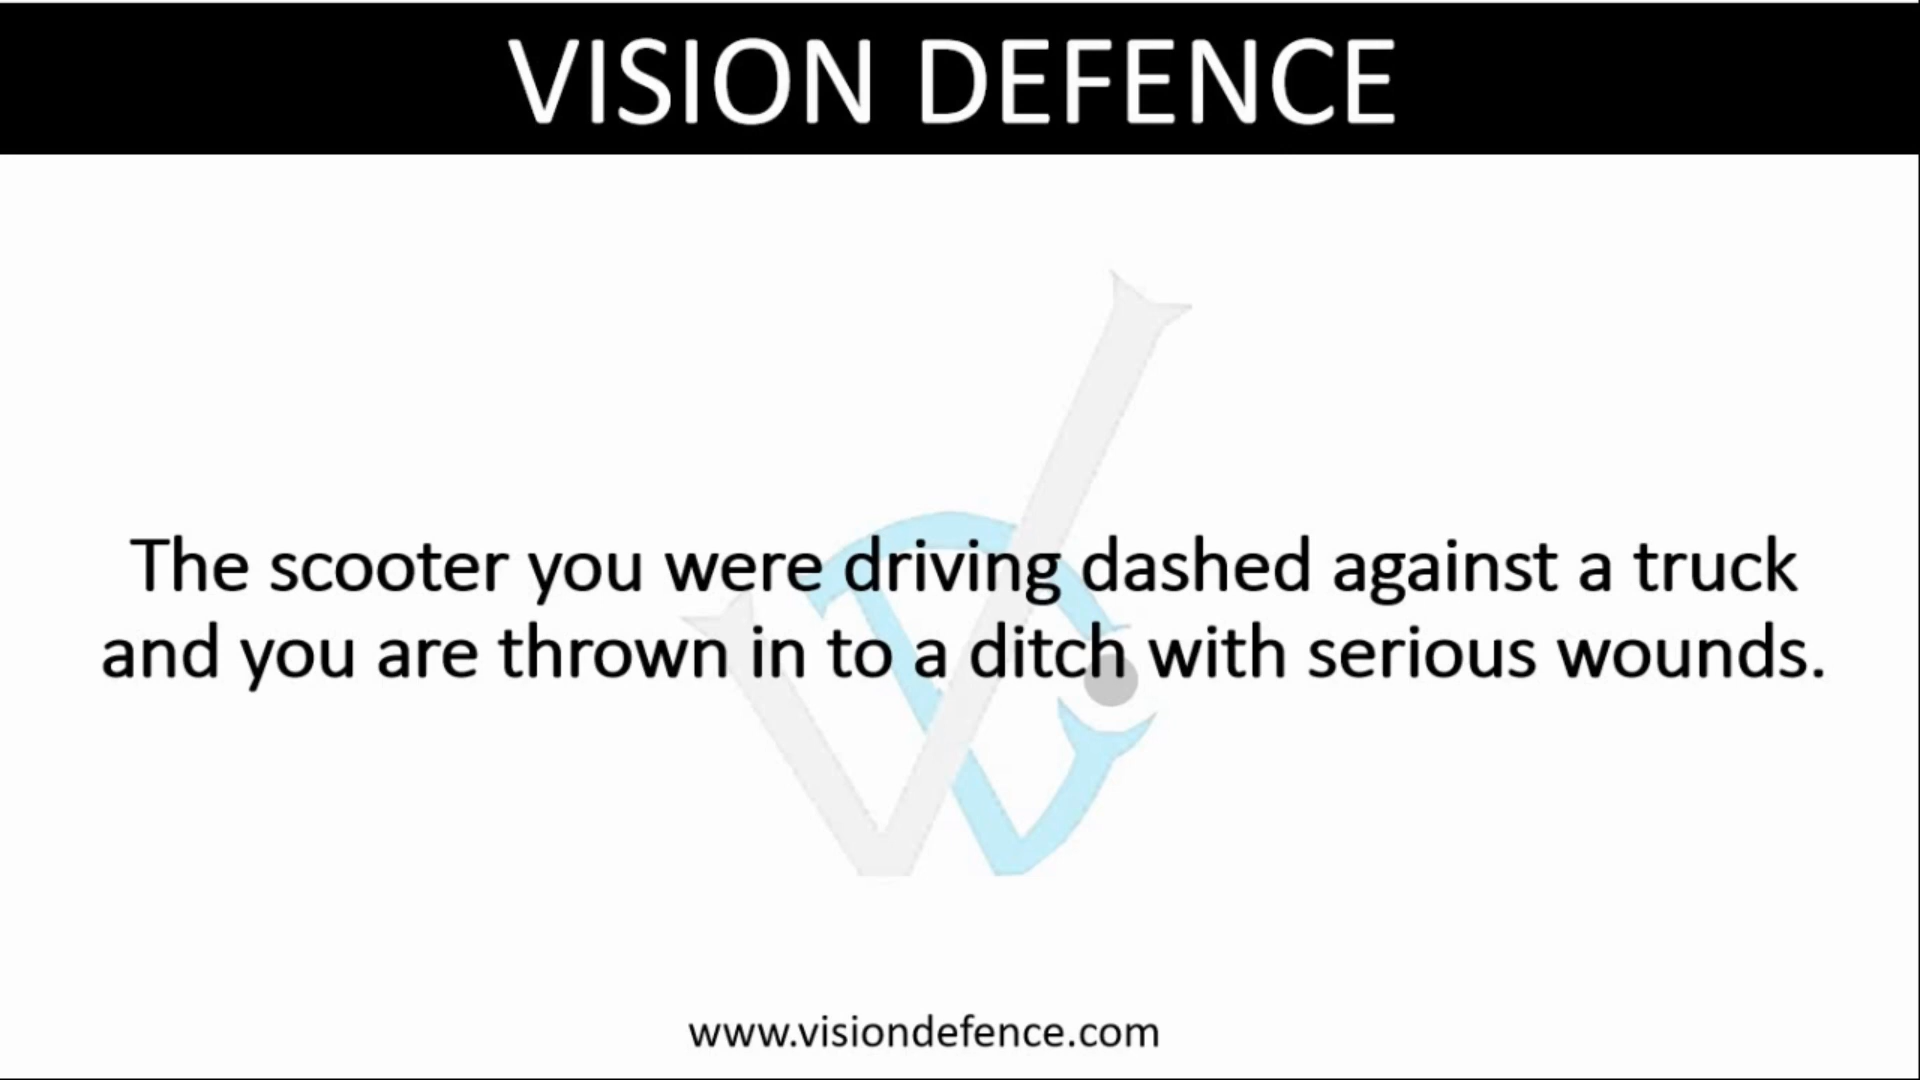 VISION DEFENCE
The scooter you were driving dashed against a truck
and you are thrown in to a ditch with serious wounds.
www.visiondefence.com